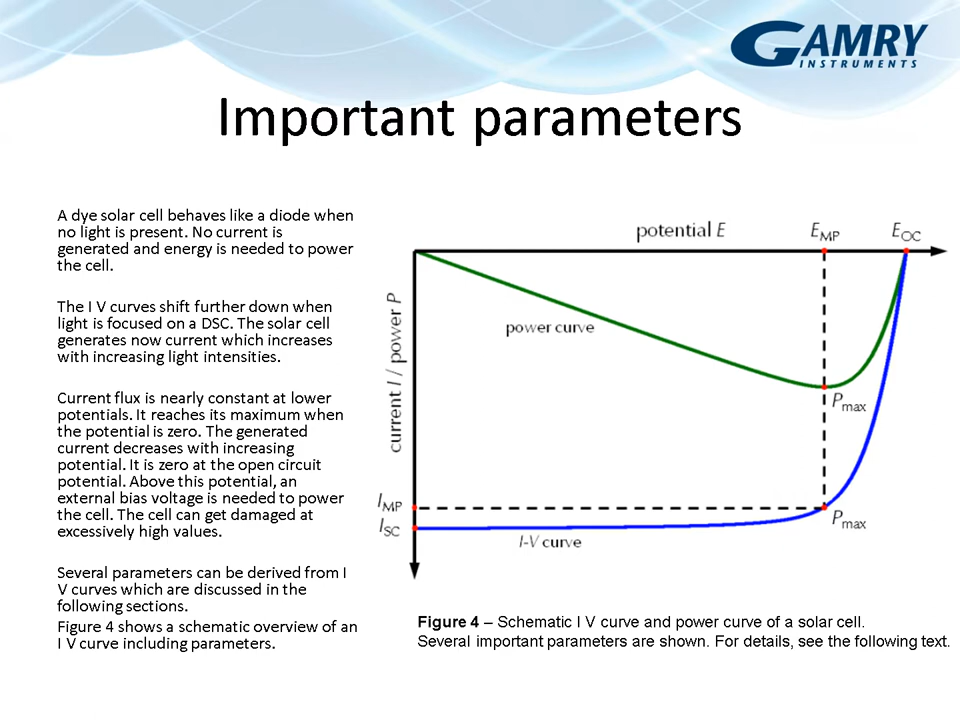 GAMRY
INSTRUMENTS
Important parameters
A dye solar cell behaves like a diode when
no light is present. No current is
generated and energy is needed to power
the cell.
The I V curves shift further down when
light is focused on a DSC. The solar cell
generates now current which increases
with increasing light intensities.
Current flux is nearly constant at lower
potentials. It reaches its maximum when
the potential is zero. The generated
current decreases with increasing
potential. It is zero at the open circuit
potential. Above this potential, an
external bias voltage is needed to power
the cell. The cell can get damaged at
excessively high values.
Several parameters can be derived from I
V curves which are discussed in the
following sections.
Figure 4 shows a schematic overview of an
I V curve including parameters.
potential E
EMP
EOC
current I / power P
power curve
Pmax
IMP
ISC
Pmax
I-V curve
Figure 4 – Schematic I V curve and power curve of a solar cell.
Several important parameters are shown. For details, see the following text.